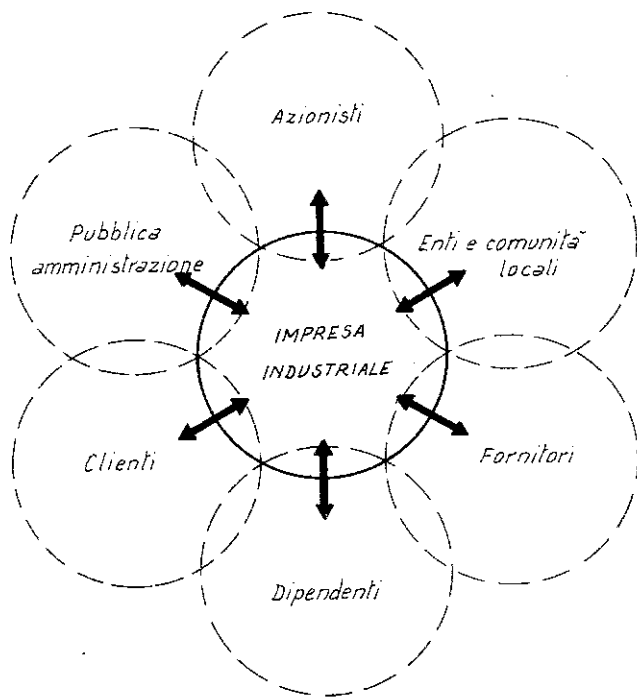 Azionisti
Pubblica
amministrazione
Enti e comunità
locali
IMPRESA
INDUSTRIALE
Clienti
Fornitori
Dipendenti